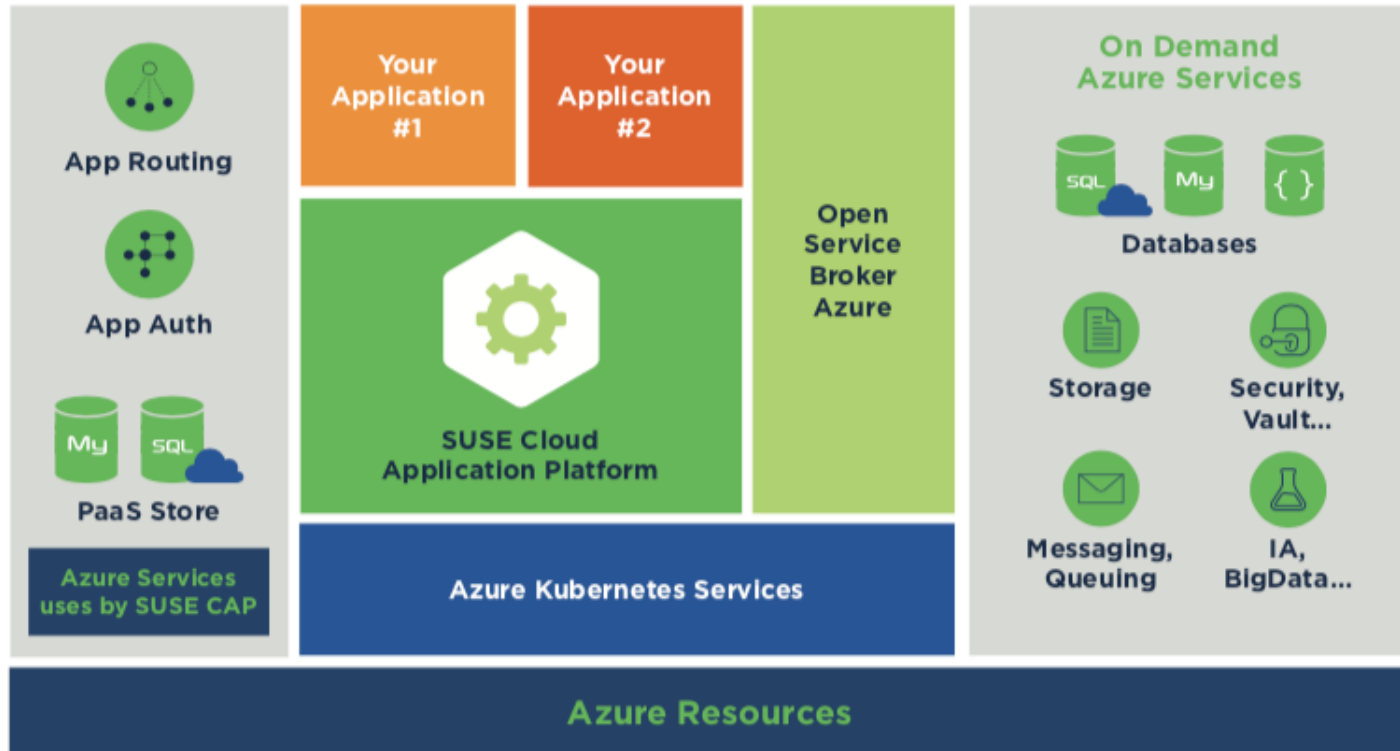 App Routing
App Auth
My
SQL
PaaS Store
Azure Services
uses by SUSE CAP
Your
Application
#1
Your
Application
#2
SUSE Cloud
Application Platform
Open
Service
Broker
Azure
Azure Kubernetes Services
On Demand
Azure Services
SQL
My
{ }
Databases
Storage
Security,
Vault...
Messaging,
Queuing
IA,
BigData...
Azure Resources